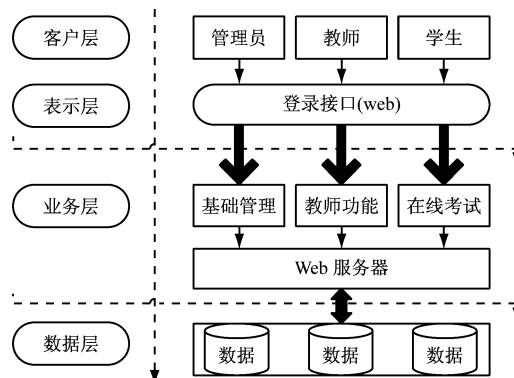 客户层 管理员 教师 学生
表示层 登录接口(web)
业务层 基础管理 教师功能 在线考试
Web 服务器
数据层 数据 数据 数据